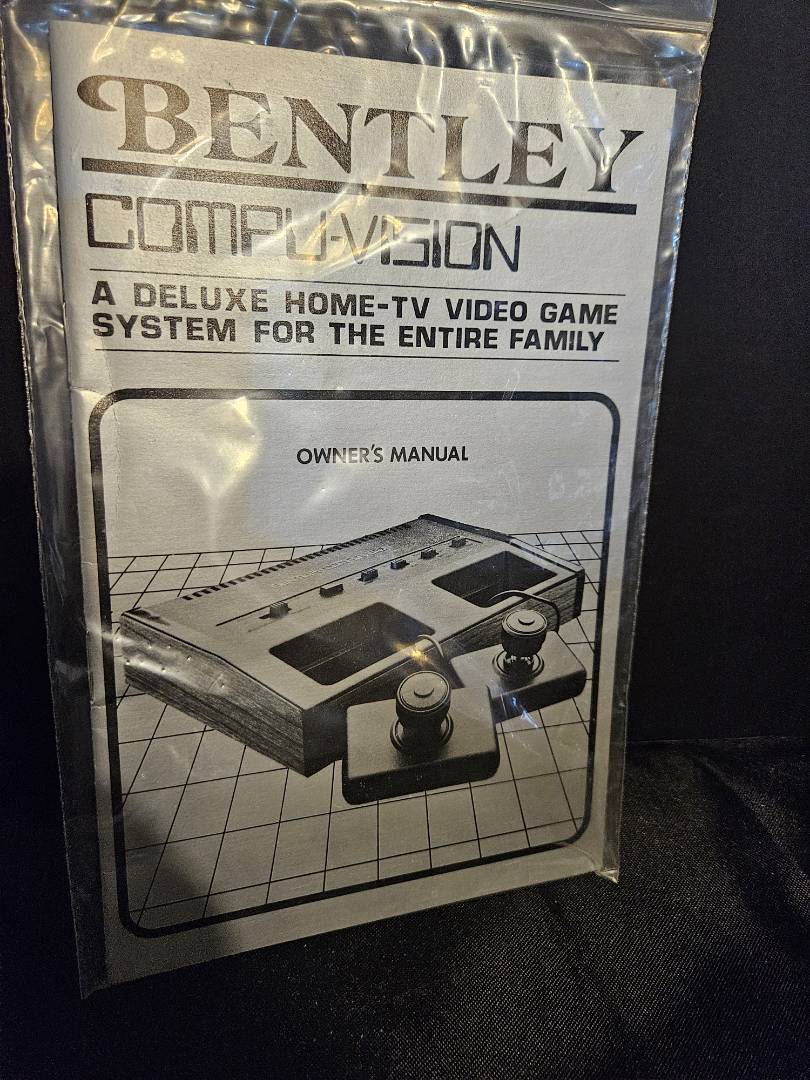 BENTLEY
COMPU-VISION
A DELUXE HOME-TV VIDEO GAME
SYSTEM FOR THE ENTIRE FAMILY
OWNER'S MANUAL